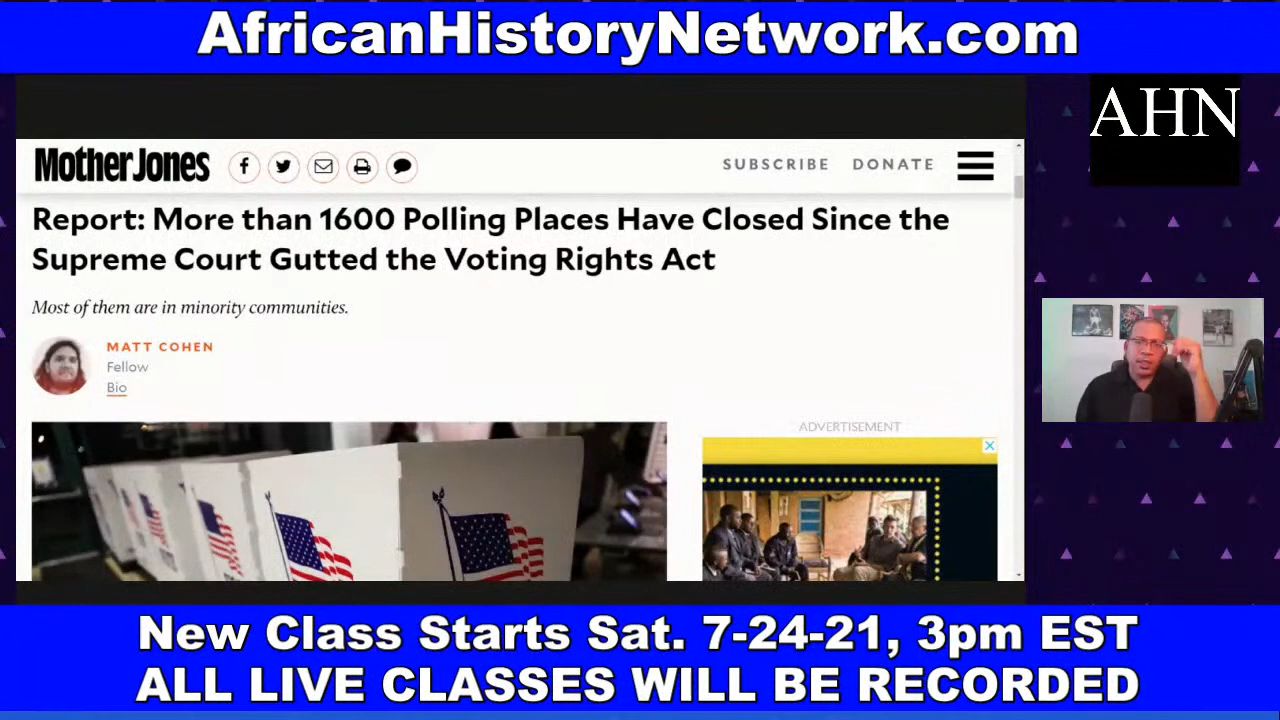 AfricanHistoryNetwork.com
AHN
MotherJones
SUBSCRIBE DONATE
Report: More than 1600 Polling Places Have Closed Since the
Supreme Court Gutted the Voting Rights Act
Most of them are in minority communities.
MATT COHEN
Fellow
Bio
ADVERTISEMENT
New Class Starts Sat. 7-24-21, 3pm EST
ALL LIVE CLASSES WILL BE RECORDED